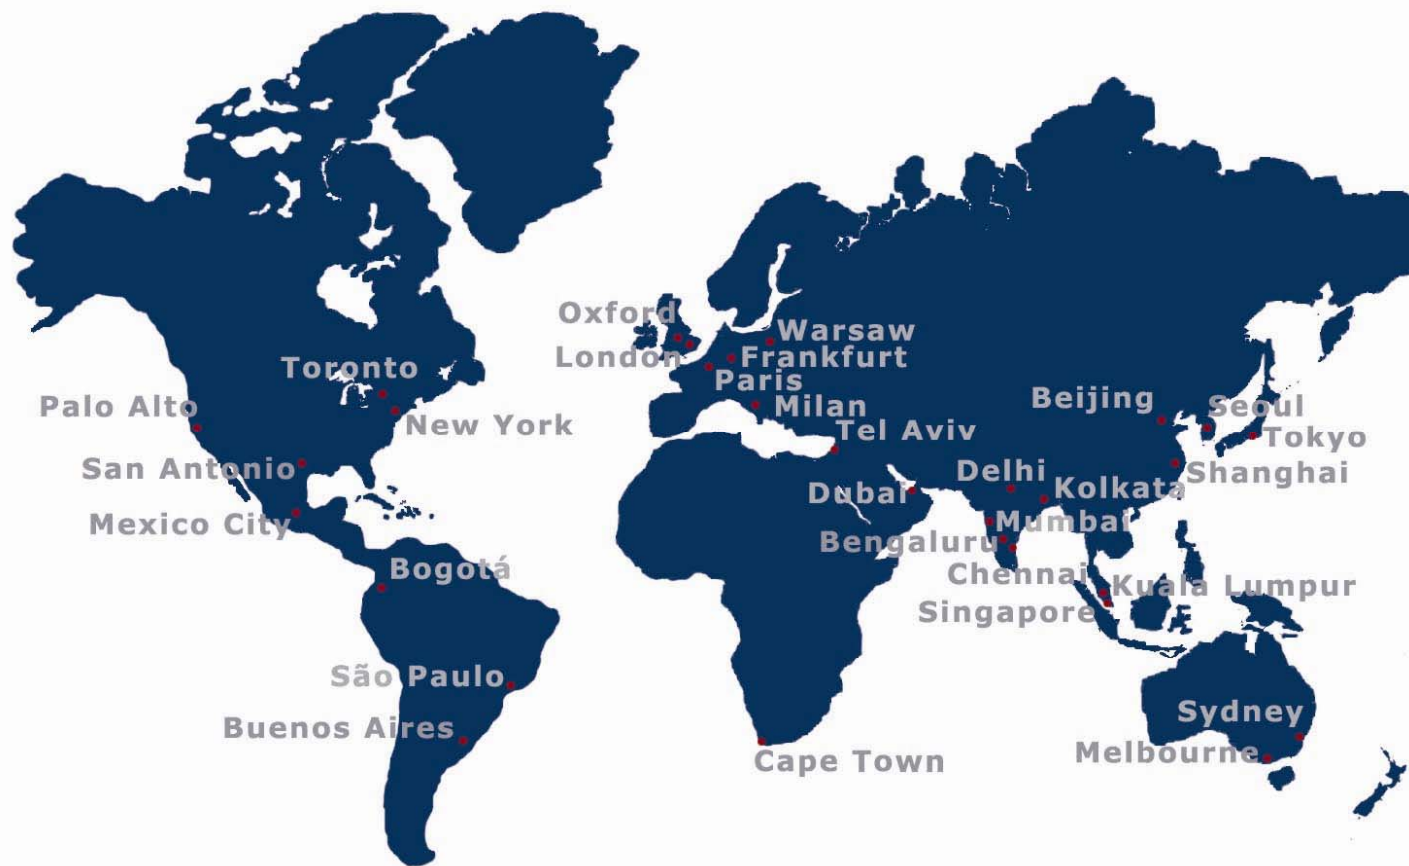 Oxford
Warsaw
London
Frankfurt
Toronto
Paris
Palo Alto
New York
Milan
Beijing
Seoul
Tel Aviv
Tokyo
San Antonio
Delhi
Shanghai
Dubai
Kolkata
Mexico City
Mumbai
Bengaluru
Bogotá
Chennai
Kuala Lumpur
Singapore
São Paulo
Sydney
Buenos Aires
Melbourne
Cape Town